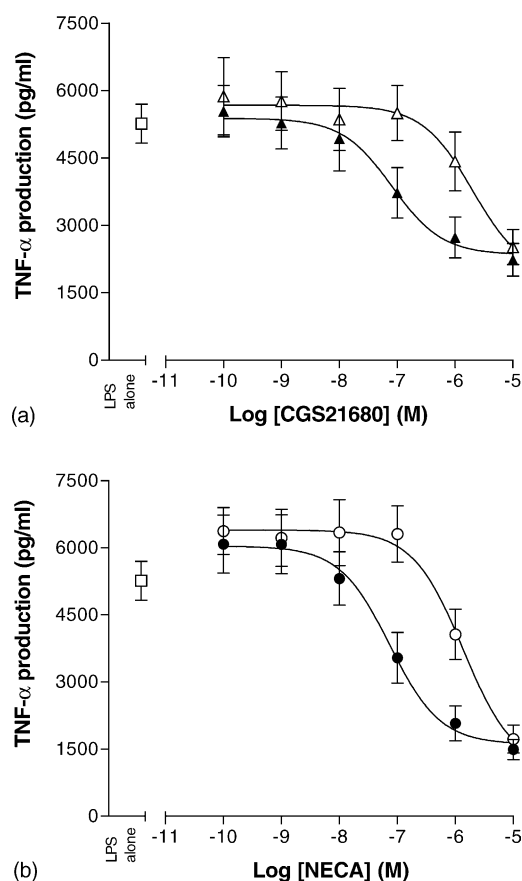 7500
6000
4500
3000
1500
0
TNF-α production (pg/ml)
LPS
alone
-11 -10 -9 -8 -7 -6 -5
Log [CGS21680] (M)
(a)
7500
6000
4500
3000
1500
0
TNF-α production (pg/ml)
LPS
alone
-11 -10 -9 -8 -7 -6 -5
Log [NECA] (M)
(b)